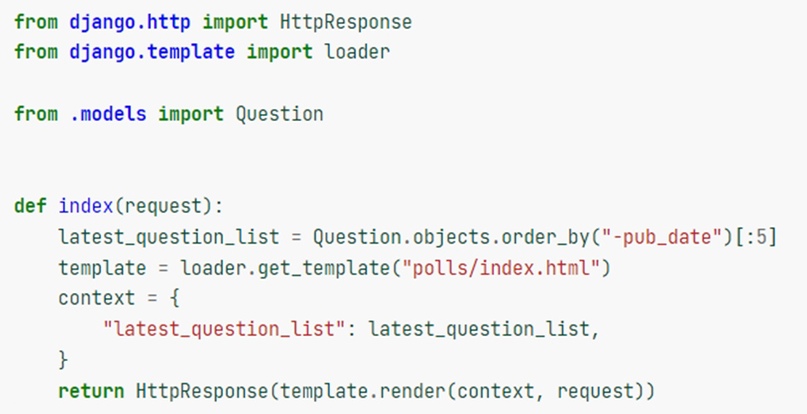 from django.http import HttpResponse
from django.template import loader

from .models import Question


def index(request):
    latest_question_list = Question.objects.order_by("-pub_date")[:5]
    template = loader.get_template("polls/index.html")
    context = {
        "latest_question_list": latest_question_list,
    }
    return HttpResponse(template.render(context, request))